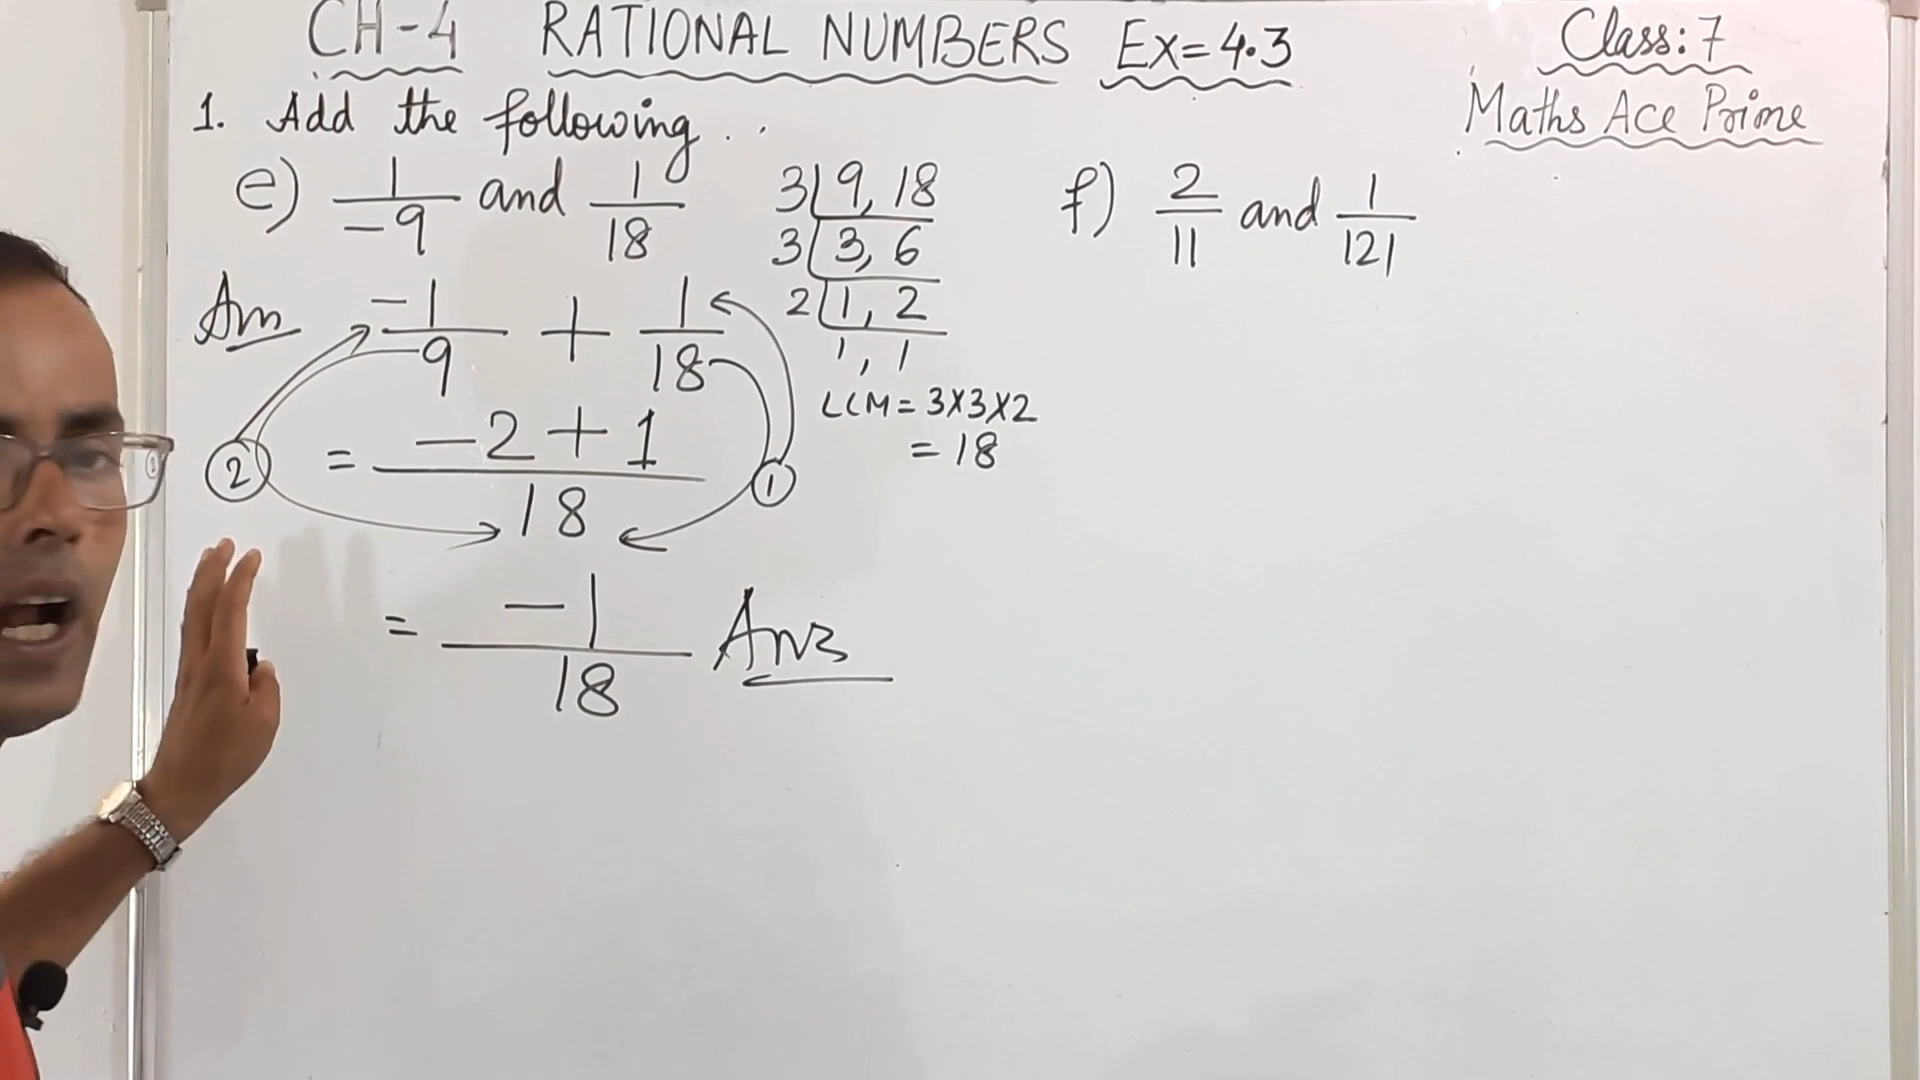 CH-4 RATIONAL NUMBERS Ex=4.3
Class: 7
Maths Ace Prime
1. Add the following..
e) 1/-9 and 1/18
3|9, 18
3|3, 6
2|1, 2
1, 1
LCM = 3×3×2
= 18
Ans -1/9 + 1/18
② = -2+1/18 ①
= -1/18 Ans
f) 2/11 and 1/121